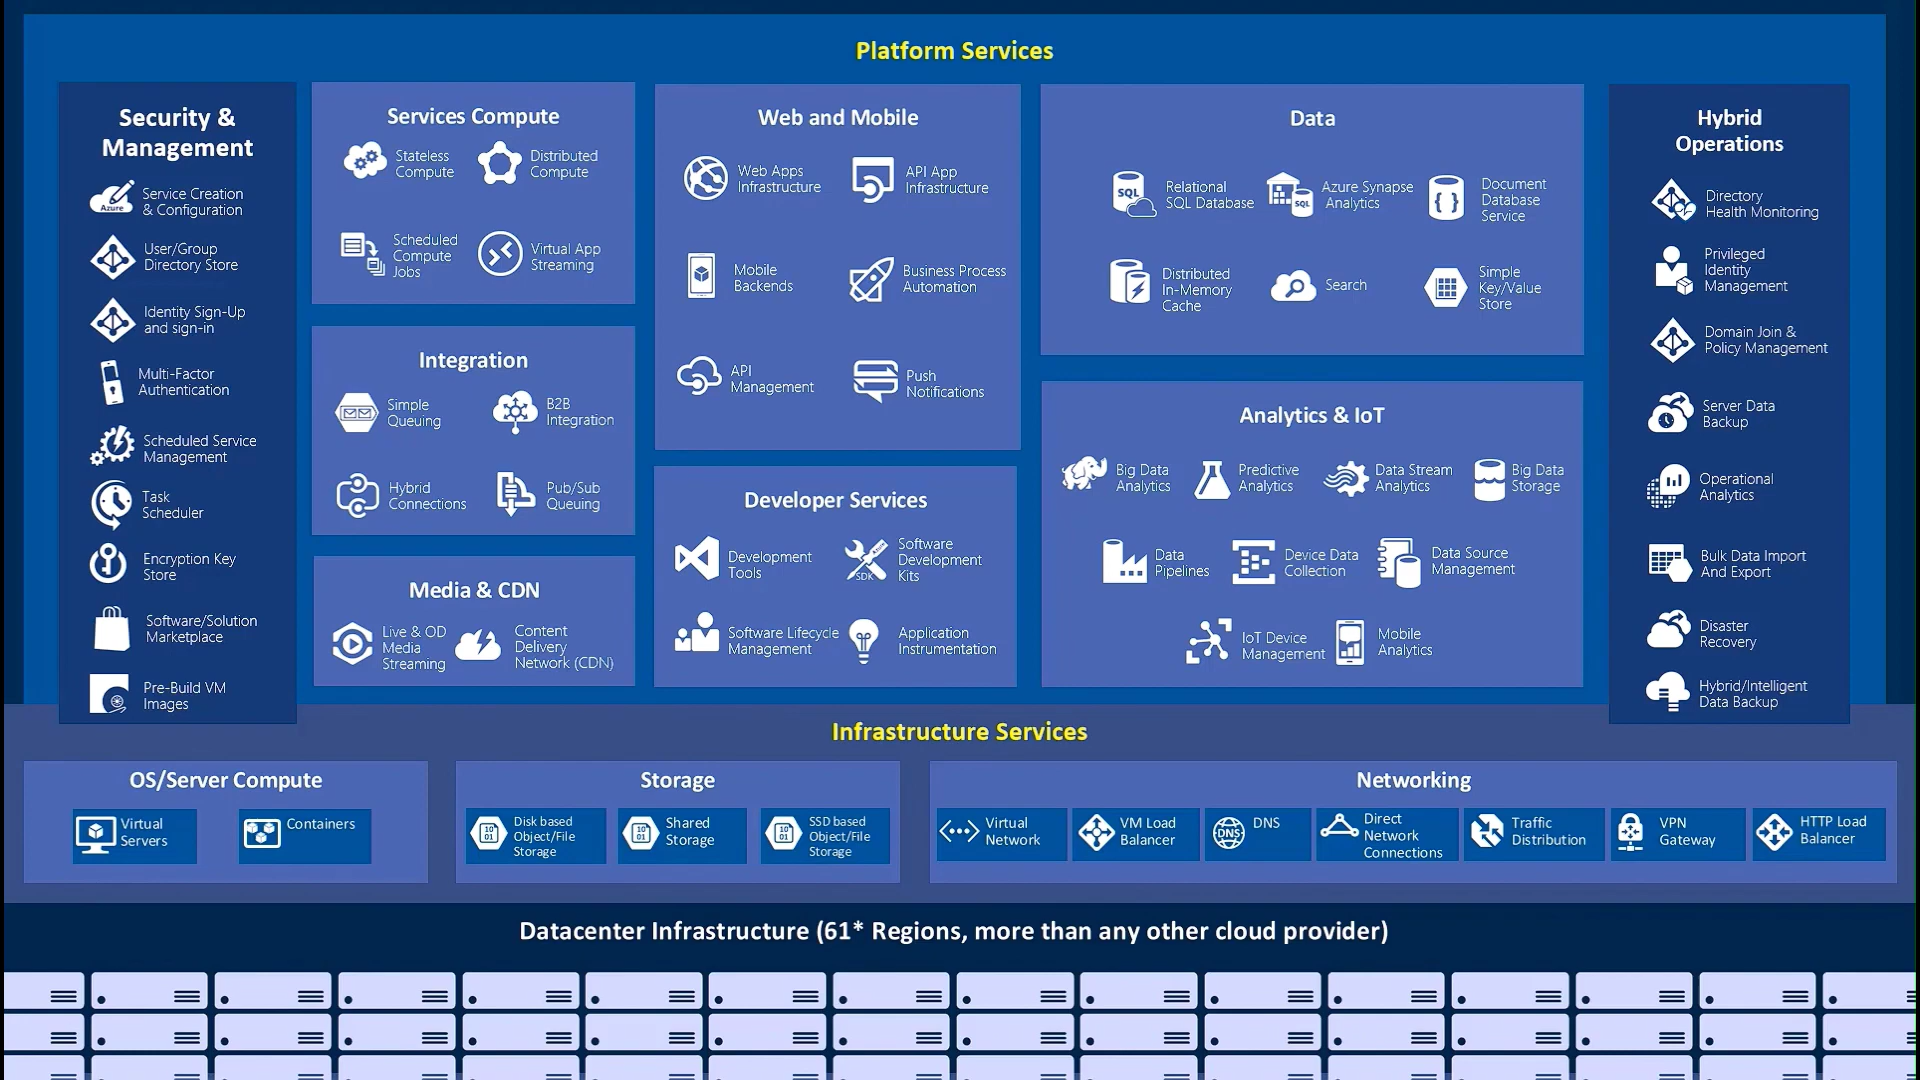 Platform Services
Security &
Management
Service Creation
& Configuration
User/Group
Directory Store
Identity Sign-Up
and sign-in
Multi-Factor
Authentication
Scheduled Service
Management
Task
Scheduler
Encryption Key
Store
Software/Solution
Marketplace
Pre-Build VM
Images
Azure
Services Compute
Stateless
Compute
Distributed
Compute
Scheduled
Compute
Jobs
Virtual App
Streaming
Integration
Simple
Queuing
B2B
Integration
Hybrid
Connections
Pub/Sub
Queuing
Media & CDN
Live & OD
Media
Streaming
Content
Delivery
Network (CDN)
Web and Mobile
Web Apps
Infrastructure
API App
Infrastructure
Mobile
Backends
Business Process
Automation
API
Management
Push
Notifications
Developer Services
Development
Tools
SDK
Software
Development
Kits
Software Lifecycle
Management
Application
Instrumentation
Data
SQL
Relational
SQL Database
SQL
Azure Synapse
Analytics
{ }
Document
Database
Service
Distributed
In-Memory
Cache
Search
Simple
Key/Value
Store
Analytics & IoT
Big Data
Analytics
Predictive
Analytics
Data Stream
Analytics
Big Data
Storage
Data
Pipelines
Device Data
Collection
Data Source
Management
IoT Device
Management
Mobile
Analytics
Hybrid
Operations
Directory
Health Monitoring
Privileged
Identity
Management
Domain Join &
Policy Management
Server Data
Backup
Operational
Analytics
Bulk Data Import
And Export
Disaster
Recovery
Hybrid/Intelligent
Data Backup
Infrastructure Services
OS/Server Compute
Virtual
Servers
Containers
Storage
10
01
Disk based
Object/File
Storage
10
01
Shared
Storage
10
01
SSD based
Object/File
Storage
Networking
Virtual
Network
VM Load
Balancer
DNS
DNS
Direct
Network
Connections
Traffic
Distribution
VPN
Gateway
HTTP Load
Balancer
Datacenter Infrastructure (61* Regions, more than any other cloud provider)